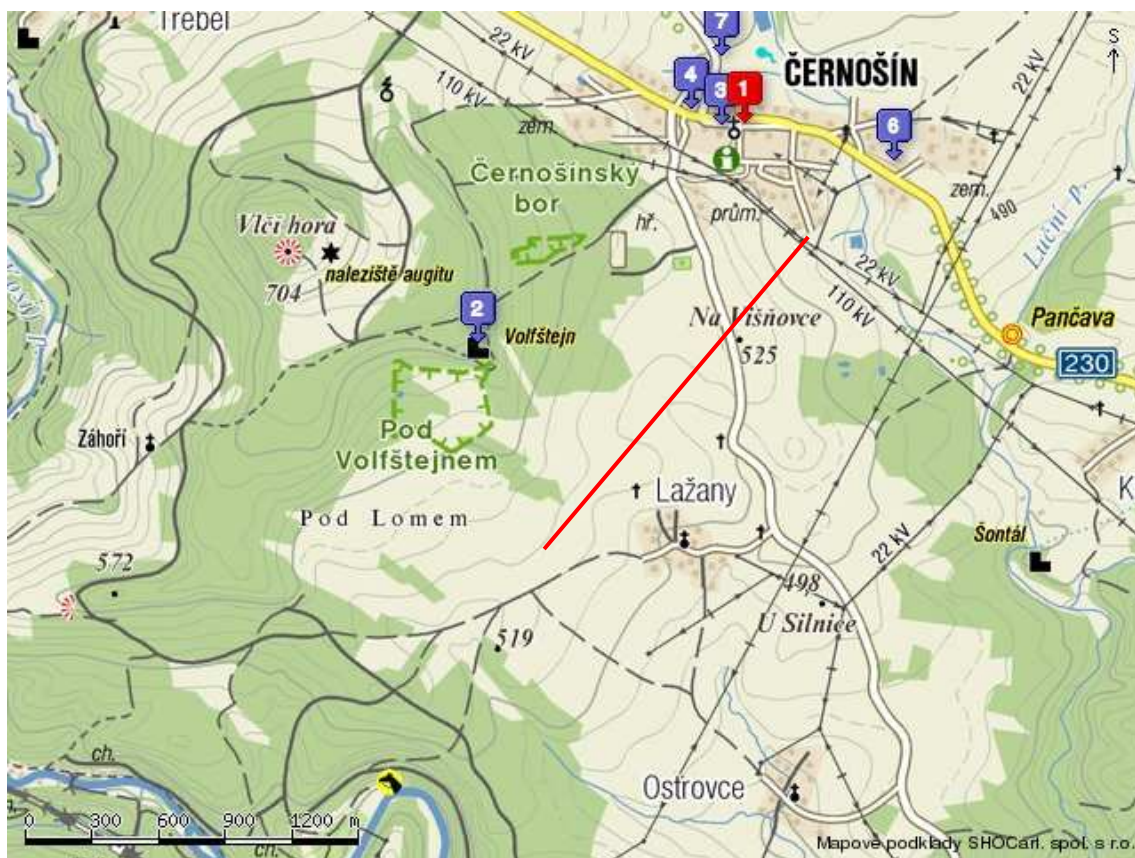 Třebel
22 kV
110 kV
7
4
3
1
ČERNOŠÍN
6
22 kV
S
zem.
Černošínský
bor
hř.
prům.
zem.
490
Luční p.
Vlčí hora
naleziště augitu
704
2
Volfštejn
22 kV
110 kV
Na Višňovce
525
Pančava
230
Pod
Volfštejnem
Záhoří
Lažany
K
Pod Lomem
Šontál
22 kV
572
498
U Silnice
519
ch.
Ostrovce
0 300 600 900 1200 m
ch.
Mapové podklady SHOCart, spol. s r.o.